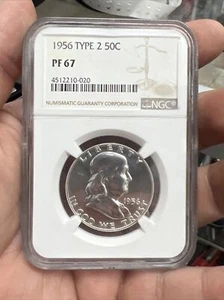 1956 TYPE 2 50C
PF 67
4512210-020
NUMISMATIC GUARANTY CORPORATION
NGC
LIBERTY
1956
IN GOD WE TRUST